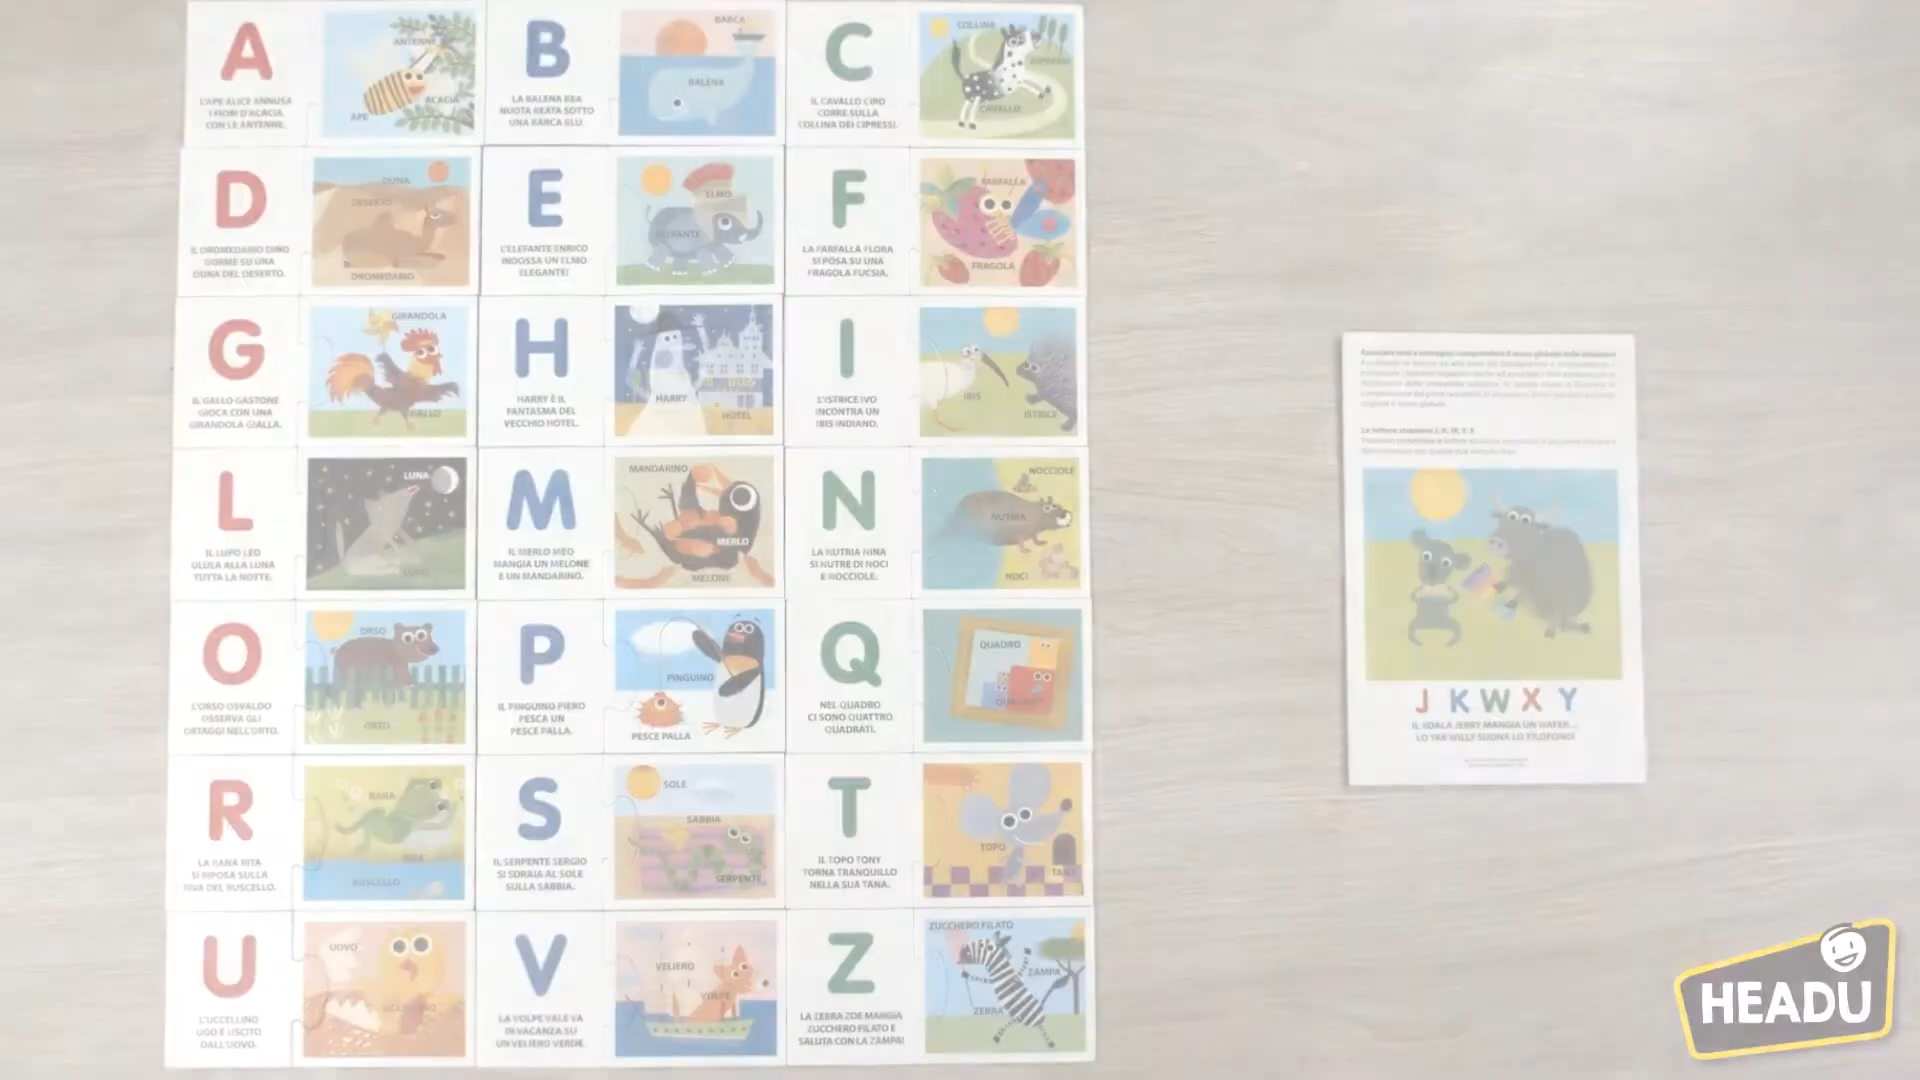 A
ANTENNE
ACACIA
APE
L'APE ALICE ANNUSA
I FIORI D'ACACIA
CON LE ANTENNE.
B
BARCA
BALENA
LA BALENA BEA
NUOTA BEATA SOTTO
UNA BARCA BLU.
C
COLLINA
CIPRESSI
CAVALLO
IL CAVALLO CIRO
CORRE SULLA
COLLINA DEI CIPRESSI.
D
DUNA
DESERTO
DROMEDARIO
IL DROMEDARIO DINO
DORME SU UNA
DUNA DEL DESERTO.
E
ELMO
ELEFANTE
L'ELEFANTE ENRICO
INDOSSA UN ELMO
ELEGANTE!
F
FARFALLA
FRAGOLA
LA FARFALLA FLORA
SI POSA SU UNA
FRAGOLA FUCSIA.
G
GIRANDOLA
GALLO
IL GALLO GASTONE
GIOCA CON UNA
GIRANDOLA GIALLA.
H
HARRY
HOTEL
HARRY È IL
FANTASMA DEL
VECCHIO HOTEL.
I
IBIS
ISTRICE
L'ISTRICE IVO
INCONTRA UN
IBIS INDIANO.
L
LUNA
LUPO
IL LUPO LEO
ULULA ALLA LUNA
TUTTA LA NOTTE.
M
MANDARINO
MERLO
MELONE
IL MERLO MEO
MANGIA UN MELONE
E UN MANDARINO.
N
NOCCIOLE
NUTRIA
NOCI
LA NUTRIA NINA
SI NUTRE DI NOCI
E NOCCIOLE.
O
ORSO
ORTO
L'ORSO OSVALDO
OSSERVA GLI
ORTAGGI NELL'ORTO.
P
PINGUINO
PESCE PALLA
IL PINGUINO PIERO
PESCA UN
PESCE PALLA.
Q
QUADRO
NEL QUADRO
CI SONO QUATTRO
QUADRATI.
R
RANA
RIVA
RUSCELLO
LA RANA RITA
SI RIPOSA SULLA
RIVA DEL RUSCELLO.
S
SOLE
SABBIA
SERPENTE
IL SERPENTE SERGIO
SI SDRAIA AL SOLE
SULLA SABBIA.
T
TOPO
TANA
IL TOPO TONY
TORNA TRANQUILLO
NELLA SUA TANA.
U
UOVO
UCCELLINO
L'UCCELLINO
UGO È USCITO
DALL'UOVO.
V
VELIERO
VOLPE
LA VOLPE VALE VA
IN VACANZA SU
UN VELIERO VERDE.
Z
ZUCCHERO FILATO
ZAMPA
ZEBRA
LA ZEBRA ZOE MANGIA
ZUCCHERO FILATO E
SALUTA CON LA ZAMPA!
J K W X Y
IL KOALA JERRY MANGIA UN WAFER...
LO YAK WILLY SUONA LO XILOFONO!
HEADU